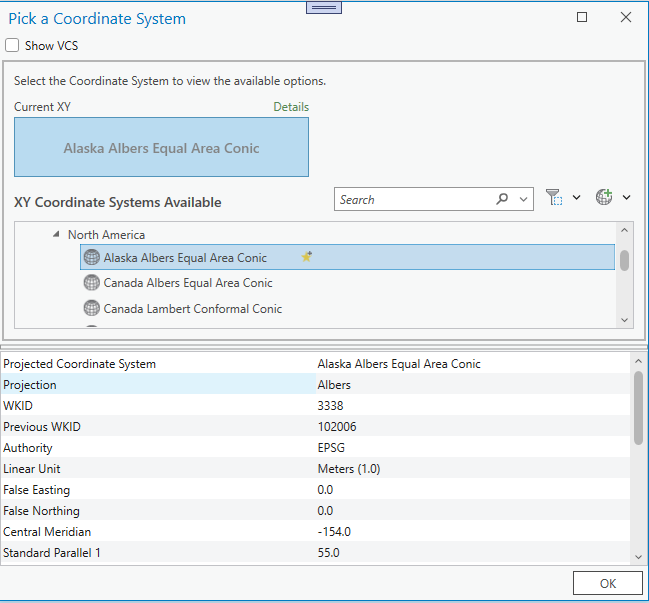 Pick a Coordinate System
Show VCS
Select the Coordinate System to view the available options.
Current XY Details
Alaska Albers Equal Area Conic
XY Coordinate Systems Available Search
North America
Alaska Albers Equal Area Conic
Canada Albers Equal Area Conic
Canada Lambert Conformal Conic
Projected Coordinate System Alaska Albers Equal Area Conic
Projection Albers
WKID 3338
Previous WKID 102006
Authority EPSG
Linear Unit Meters (1.0)
False Easting 0.0
False Northing 0.0
Central Meridian -154.0
Standard Parallel 1 55.0
OK